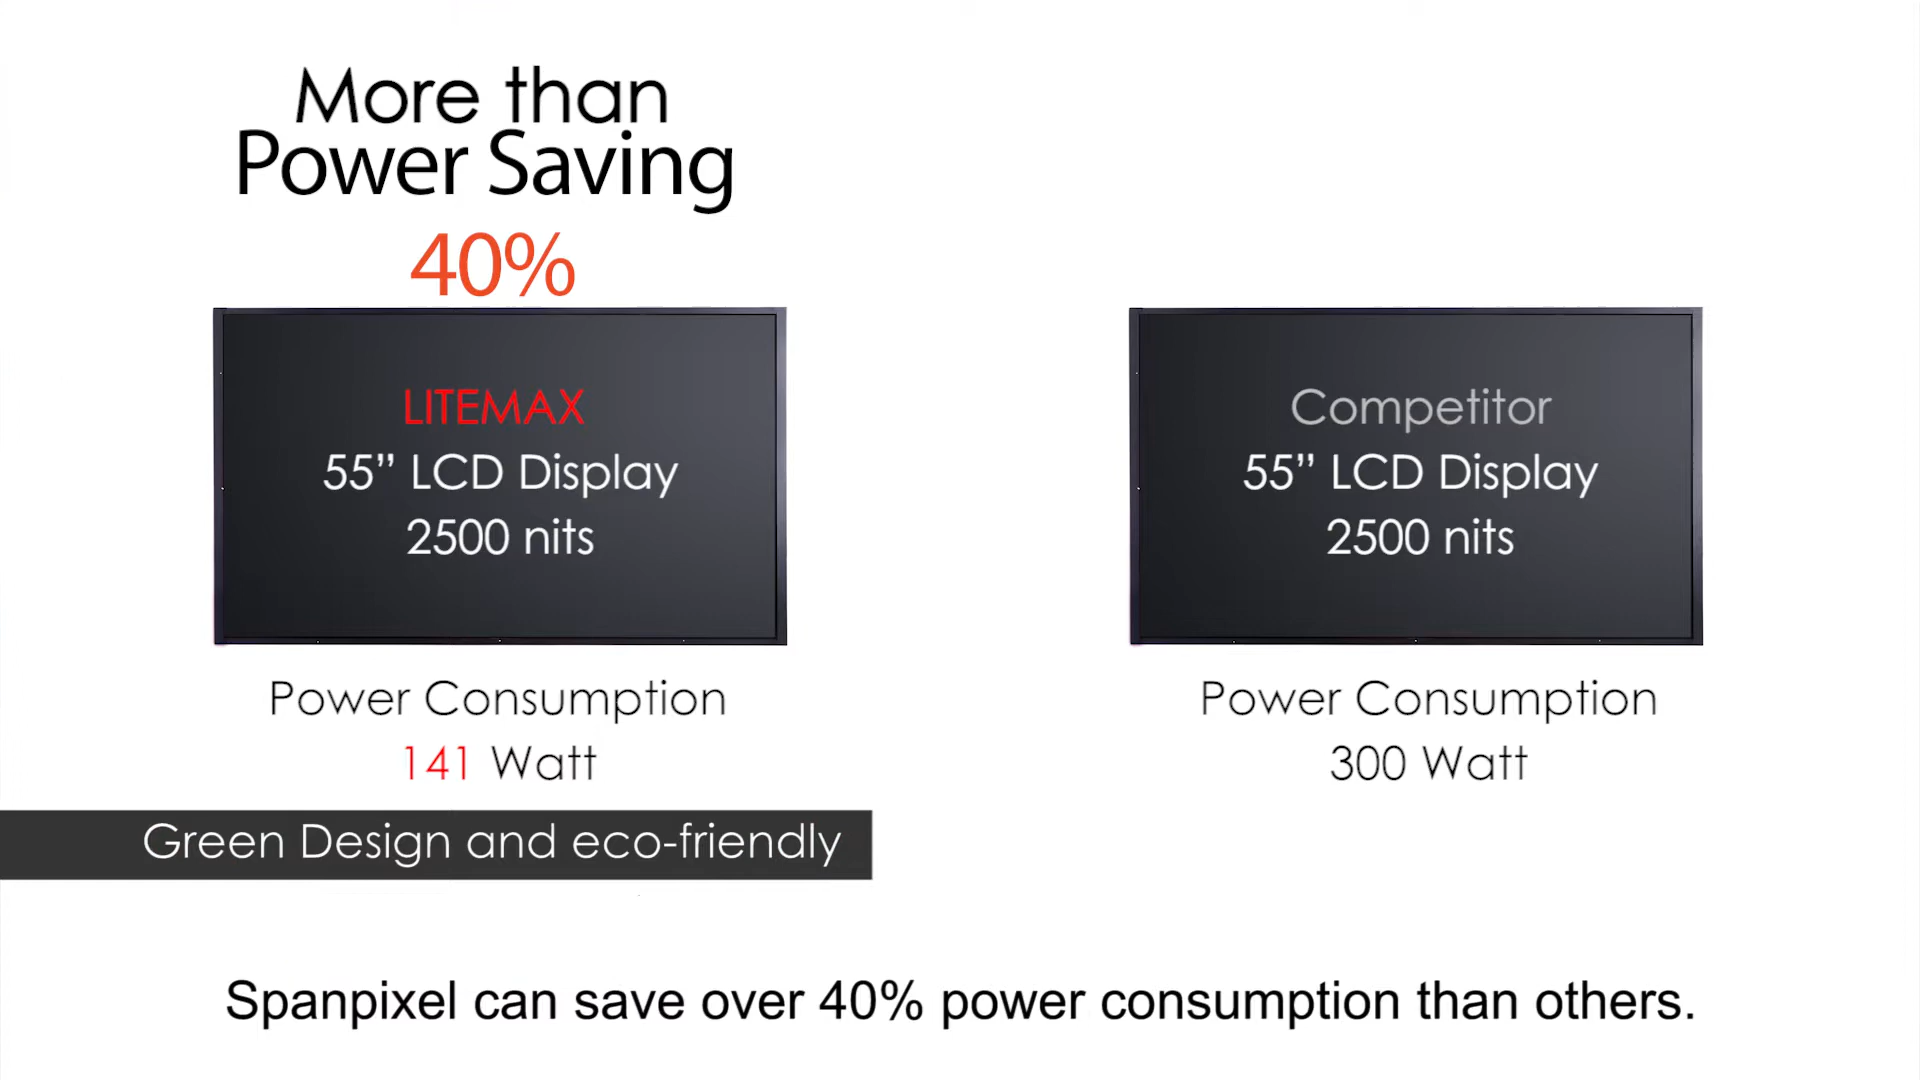 More than
Power Saving
40%
LITEMAX
55” LCD Display
2500 nits
Power Consumption
141 Watt
Green Design and eco-friendly
Competitor
55” LCD Display
2500 nits
Power Consumption
300 Watt
Spanpixel can save over 40% power consumption than others.